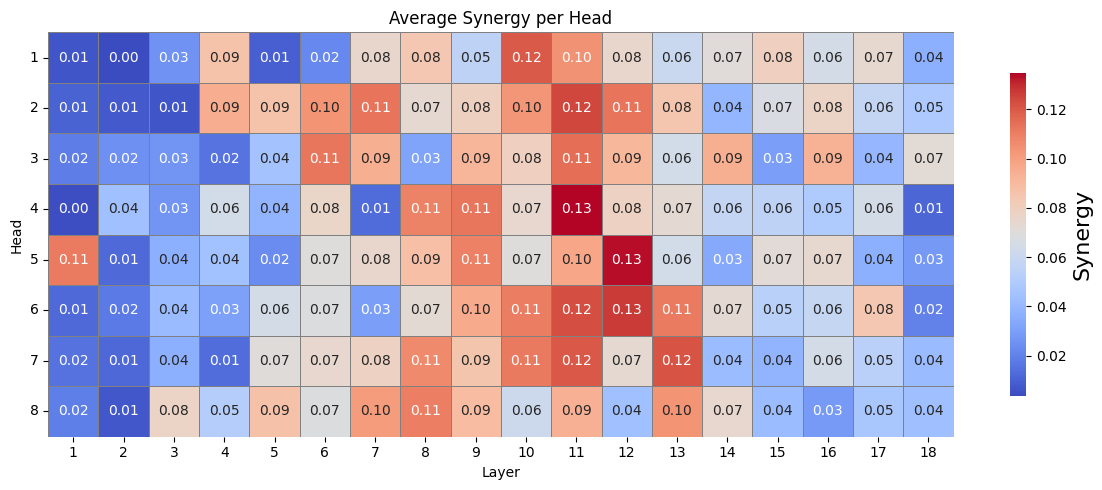 Average Synergy per Head
1 0.01 0.00 0.03 0.09 0.01 0.02 0.08 0.08 0.05 0.12 0.10 0.08 0.06 0.07 0.08 0.06 0.07 0.04
2 0.01 0.01 0.01 0.09 0.09 0.10 0.11 0.07 0.08 0.10 0.12 0.11 0.08 0.04 0.07 0.08 0.06 0.05
3 0.02 0.02 0.03 0.02 0.04 0.11 0.09 0.03 0.09 0.08 0.11 0.09 0.06 0.09 0.03 0.09 0.04 0.07
4 0.00 0.04 0.03 0.06 0.04 0.08 0.01 0.11 0.11 0.07 0.13 0.08 0.07 0.06 0.06 0.05 0.06 0.01
5 0.11 0.01 0.04 0.04 0.02 0.07 0.08 0.09 0.11 0.07 0.10 0.13 0.06 0.03 0.07 0.07 0.04 0.03
6 0.01 0.02 0.04 0.03 0.06 0.07 0.03 0.07 0.10 0.11 0.12 0.13 0.11 0.07 0.05 0.06 0.08 0.02
7 0.02 0.01 0.04 0.01 0.07 0.07 0.08 0.11 0.09 0.11 0.12 0.07 0.12 0.04 0.04 0.06 0.05 0.04
8 0.02 0.01 0.08 0.05 0.09 0.07 0.10 0.11 0.09 0.06 0.09 0.04 0.10 0.07 0.04 0.03 0.05 0.04
1 2 3 4 5 6 7 8 9 10 11 12 13 14 15 16 17 18
Layer
Head
0.12
0.10
0.08
0.06
0.04
0.02
Synergy